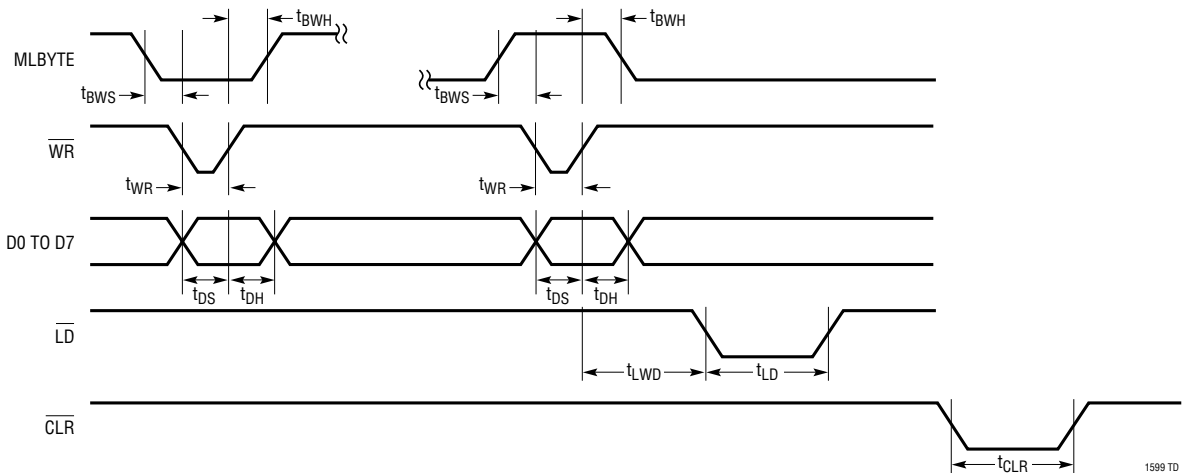 tBWH
tBWH
MLBYTE
tBWS
tBWS
WR
tWR
tWR
D0 TO D7
tDS
tDH
tDS
tDH
LD
tLWD
tLD
CLR
tCLR
1599 TD